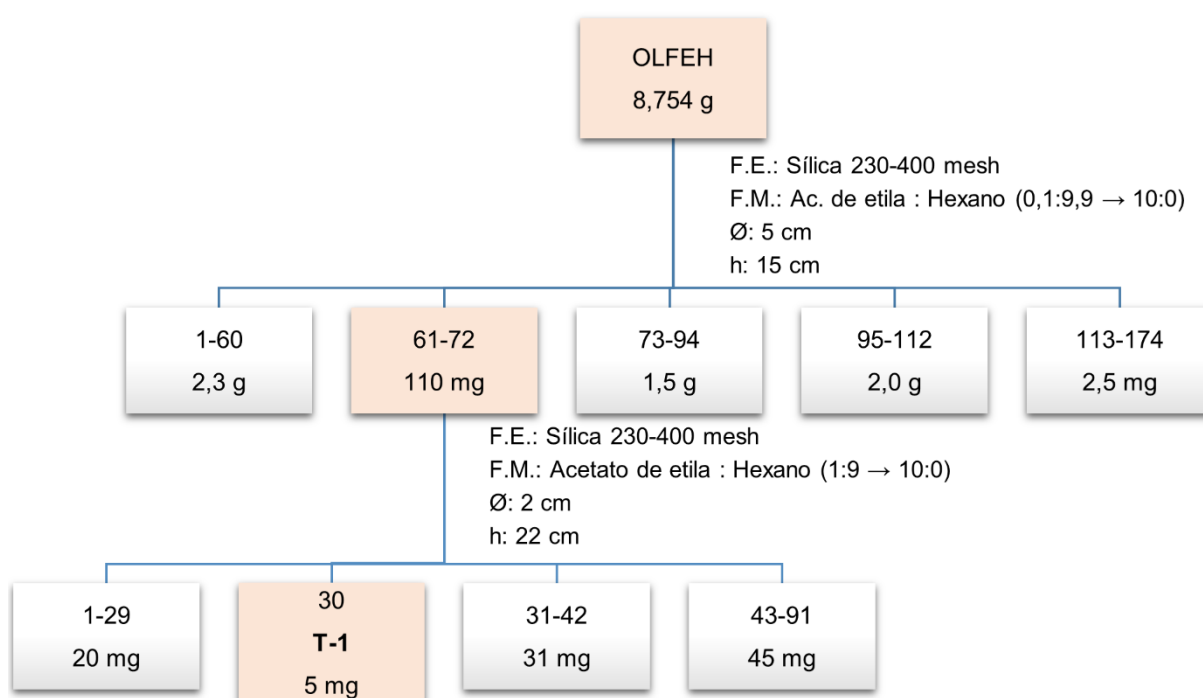 OLFEH
8,754 g
F.E.: Sílica 230-400 mesh
F.M.: Ac. de etila : Hexano (0,1:9,9 → 10:0)
Ø: 5 cm
h: 15 cm
1-60
2,3 g
61-72
110 mg
73-94
1,5 g
95-112
2,0 g
113-174
2,5 mg
F.E.: Sílica 230-400 mesh
F.M.: Acetato de etila : Hexano (1:9 → 10:0)
Ø: 2 cm
h: 22 cm
1-29
20 mg
30
T-1
5 mg
31-42
31 mg
43-91
45 mg